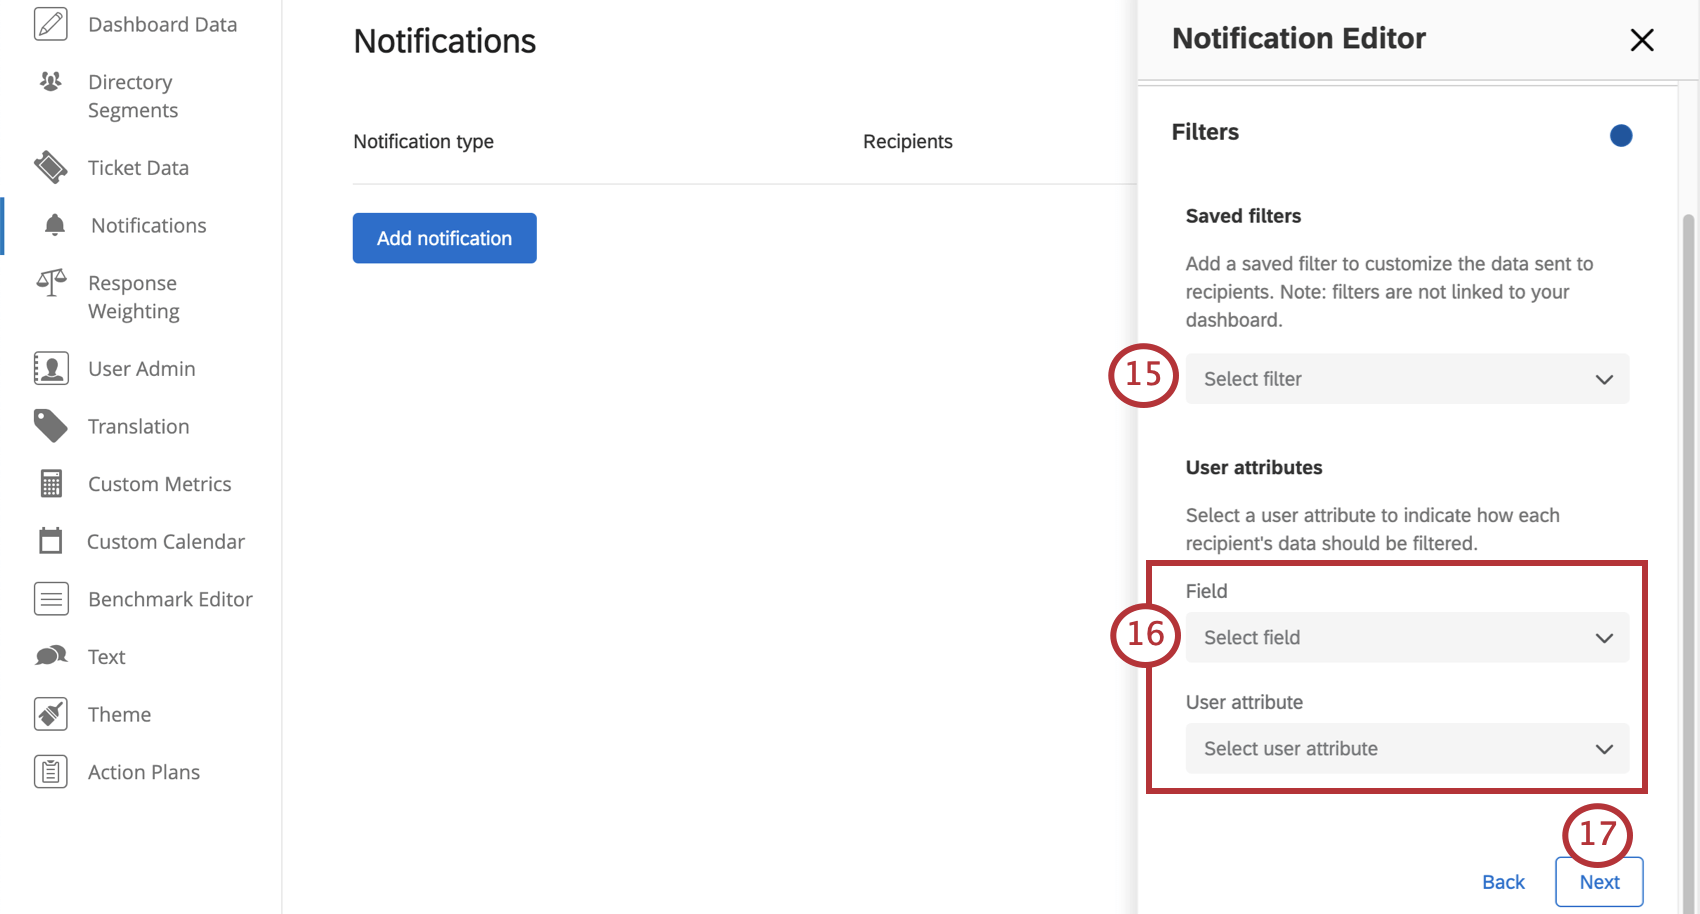 Dashboard Data
Directory
Segments
Ticket Data
Notifications
Response
Weighting
User Admin
Translation
Custom Metrics
Custom Calendar
Benchmark Editor
Text
Theme
Action Plans
Notifications
Notification type
Recipients
Add notification
Notification Editor
Filters
Saved filters
Add a saved filter to customize the data sent to
recipients. Note: filters are not linked to your
dashboard.
15
Select filter
User attributes
Select a user attribute to indicate how each
recipient's data should be filtered.
Field
16
Select field
User attribute
Select user attribute
17
Back
Next